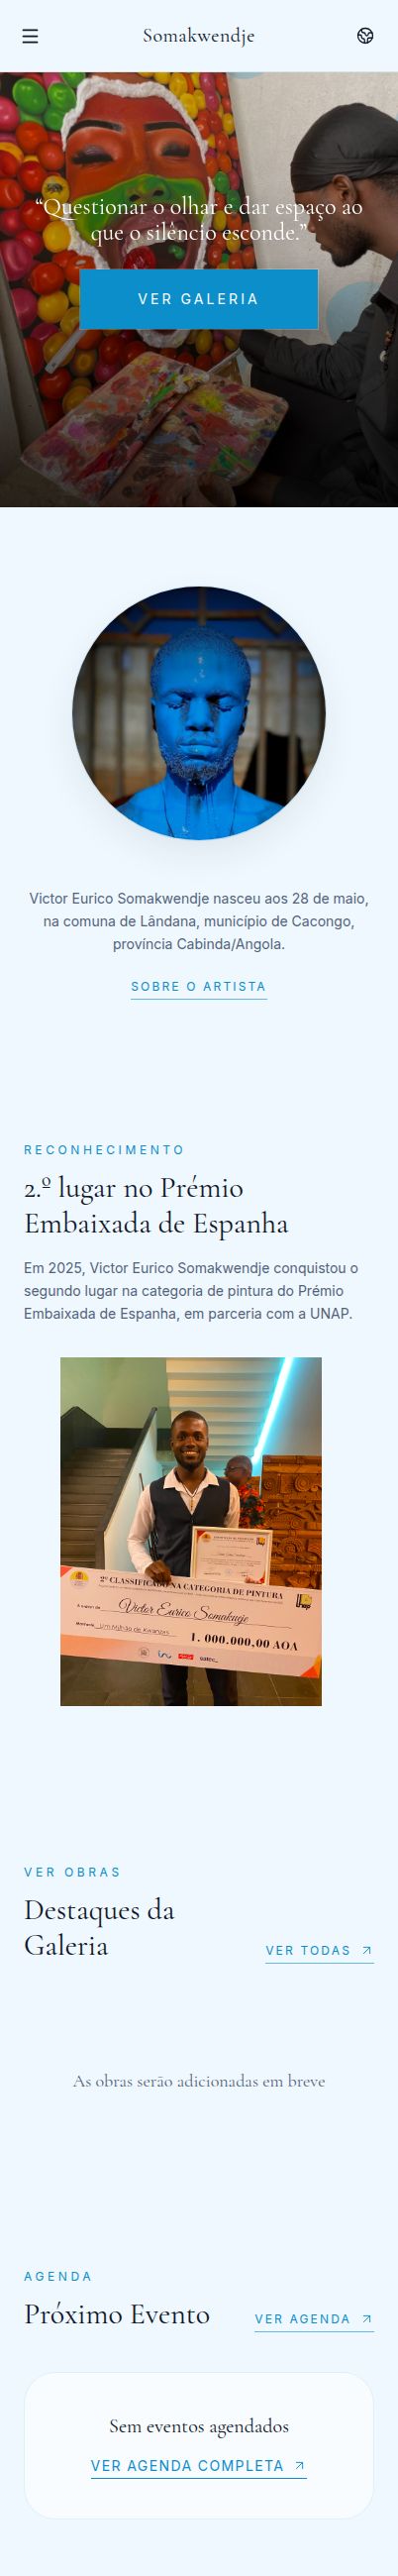 Somakwendje
“Questionar o olhar e dar espaço ao
que o silêncio esconde.”
VER GALERIA
Victor Eurico Somakwendje nasceu aos 28 de maio,
na comuna de Lândana, município de Cacongo,
província Cabinda/Angola.
SOBRE O ARTISTA
RECONHECIMENTO
2.º lugar no Prémio
Embaixada de Espanha
Em 2025, Victor Eurico Somakwendje conquistou o
segundo lugar na categoria de pintura do Prémio
Embaixada de Espanha, em parceria com a UNAP.
2º CLASSIFICADO NA CATEGORIA DE PINTURA
Victor Eurico Somakueje
1. 000.000,00 AOA
VER OBRAS
Destaques da
Galeria
VER TODAS
As obras serão adicionadas em breve
AGENDA
Próximo Evento
VER AGENDA
Sem eventos agendados
VER AGENDA COMPLETA